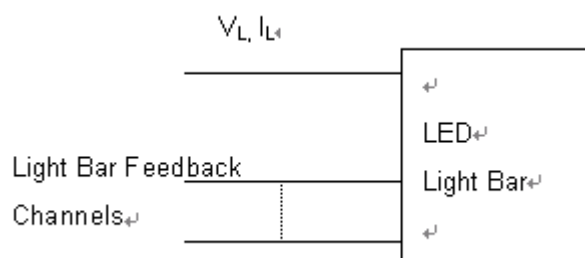 VL, IL
LED
Light Bar Feedback
Light Bar
Channels